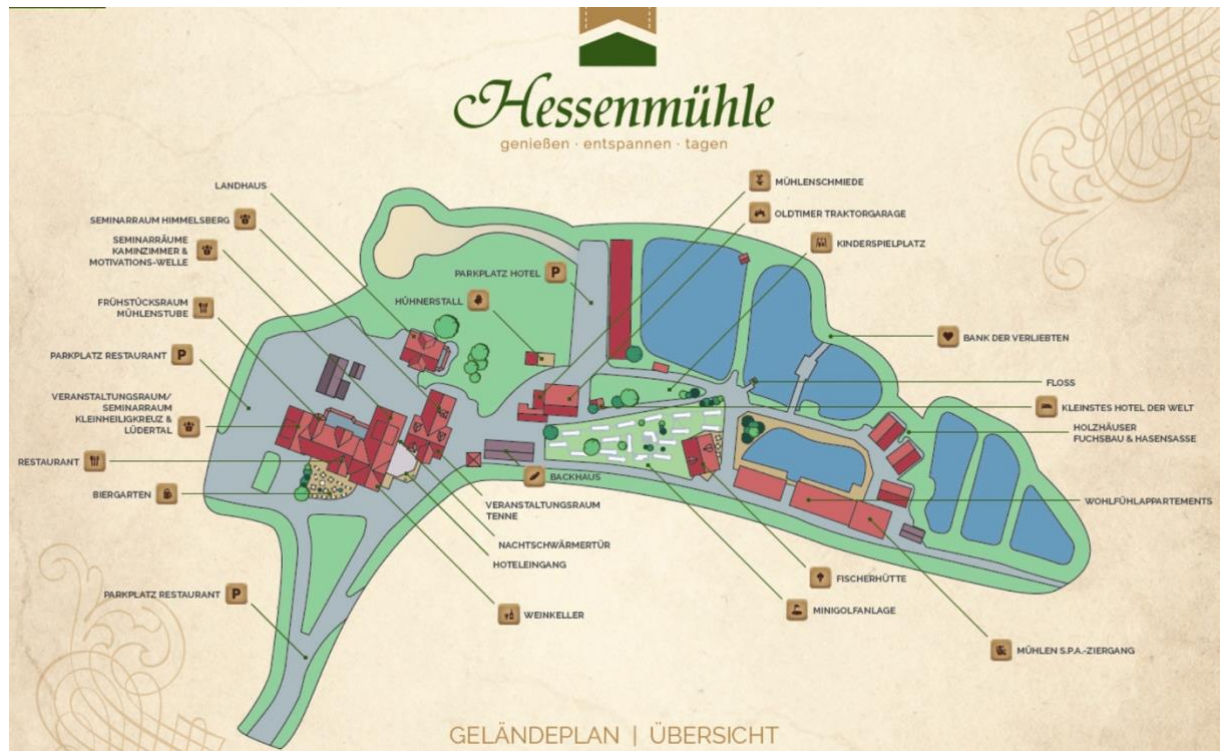 Hessenmühle
genießen · entspannen · tagen
LANDHAUS
SEMINARRAUM HIMMELSBERG
SEMINARRÄUME
KAMINZIMMER &
MOTIVATIONS-WELLE
FRÜHSTÜCKSRAUM
MÜHLENSTUBE
PARKPLATZ RESTAURANT P
VERANSTALTUNGSRAUM/
SEMINARRAUM
KLEINHEILIGKREUZ &
LÜDERTAL
RESTAURANT
BIERGARTEN
PARKPLATZ RESTAURANT P
PARKPLATZ HOTEL P
HÜHNERSTALL
MÜHLENSCHMIEDE
OLDTIMER TRAKTORGARAGE
KINDERSPIELPLATZ
BANK DER VERLIEBTEN
FLOSS
KLEINSTES HOTEL DER WELT
HOLZHÄUSER
FUCHSBAU & HASENSASSE
WOHLFÜHLAPPARTEMENTS
BACKHAUS
VERANSTALTUNGSRAUM
TENNE
NACHTSCHWÄRMERTÜR
HOTELEINGANG
WEINKELLER
FISCHERHÜTTE
MINIGOLFANLAGE
MÜHLEN S.P.A.-ZIERGANG
GELÄNDEPLAN | ÜBERSICHT